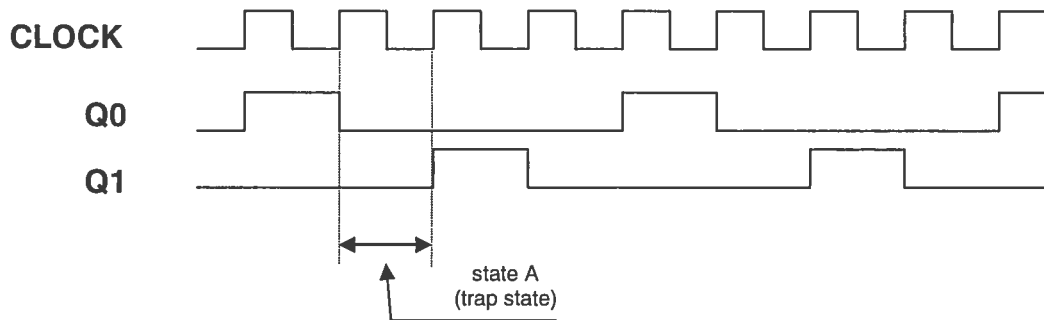 CLOCK
Q0
Q1
state A
(trap state)